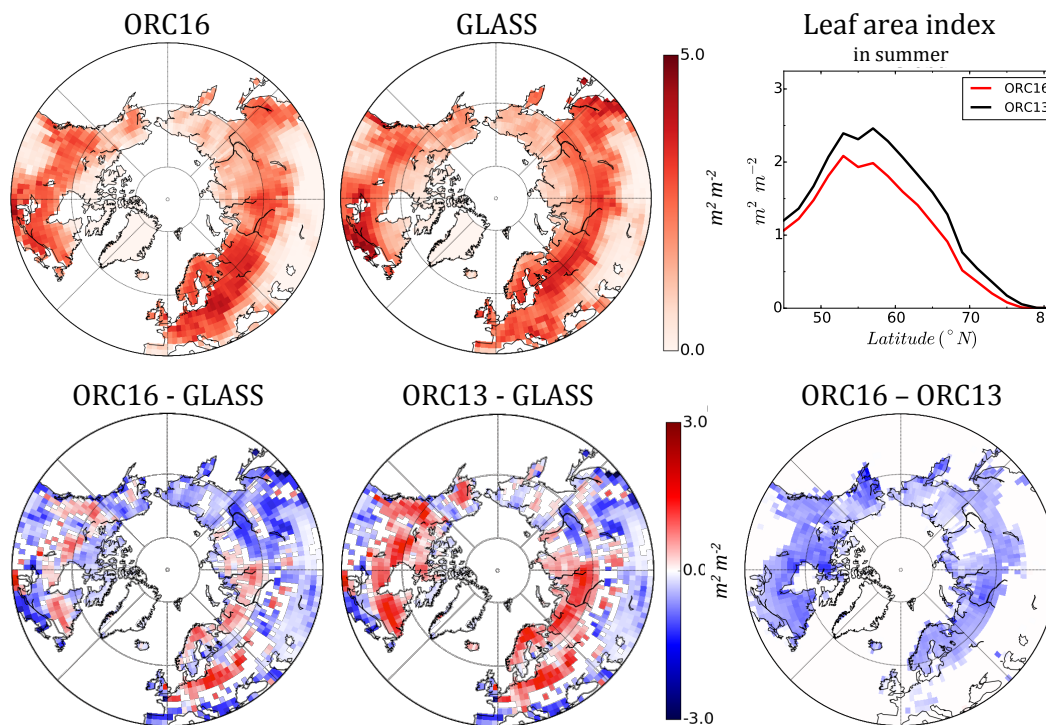 ORC16
GLASS
Leaf area index
in summer
5.0
0.0
m² m⁻²
3
2
1
0
m² m⁻²
ORC16
ORC13
50
60
70
Latitude (° N)
ORC16 - GLASS
ORC13 - GLASS
ORC16 – ORC13
3.0
0.0
-3.0
m² m⁻²